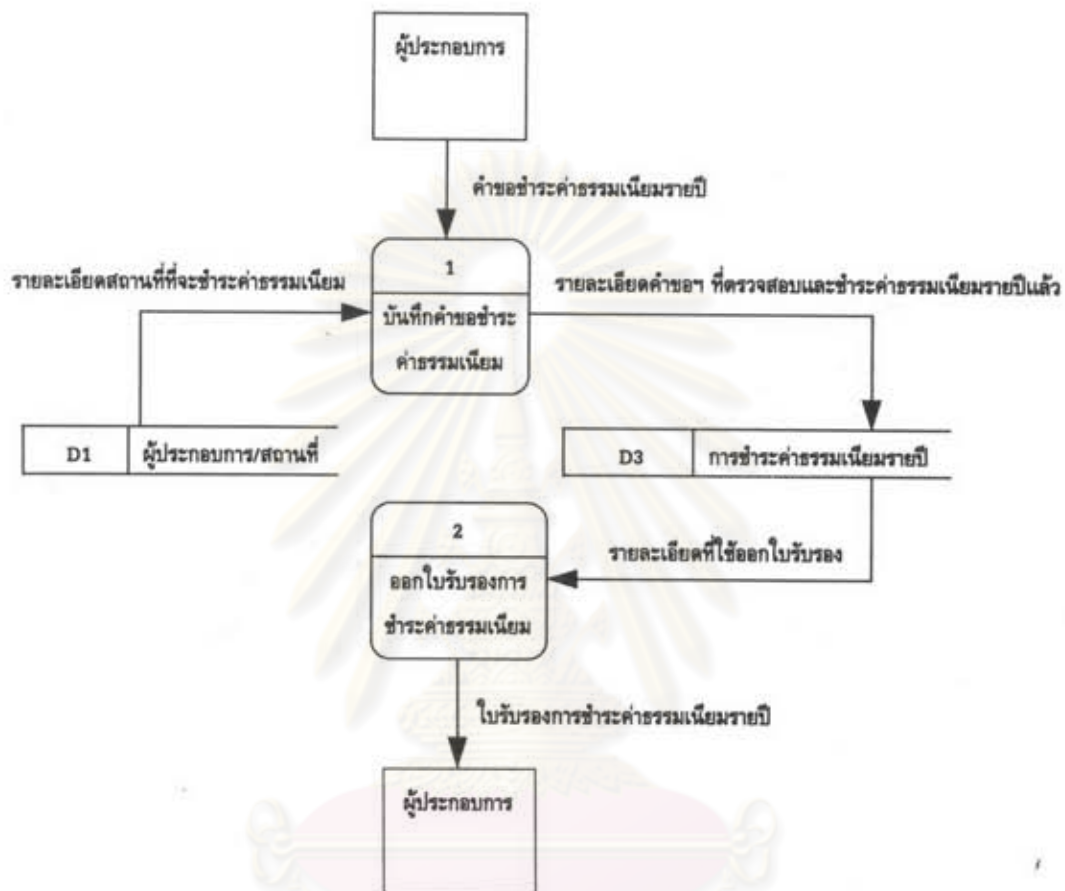 ผู้ประกอบการ
คำขอชำระค่าธรรมเนียมรายปี
รายละเอียดสถานที่ที่จะชำระค่าธรรมเนียม
1
รายละเอียดคำขอฯ ที่ตรวจสอบและชำระค่าธรรมเนียมรายปีแล้ว
บันทึกคำขอชำระ
ค่าธรรมเนียม
D1
ผู้ประกอบการ/สถานที่
D3
การชำระค่าธรรมเนียมรายปี
2
รายละเอียดที่ใช้ออกใบรับรอง
ออกใบรับรองการ
ชำระค่าธรรมเนียม
ใบรับรองการชำระค่าธรรมเนียมรายปี
ผู้ประกอบการ